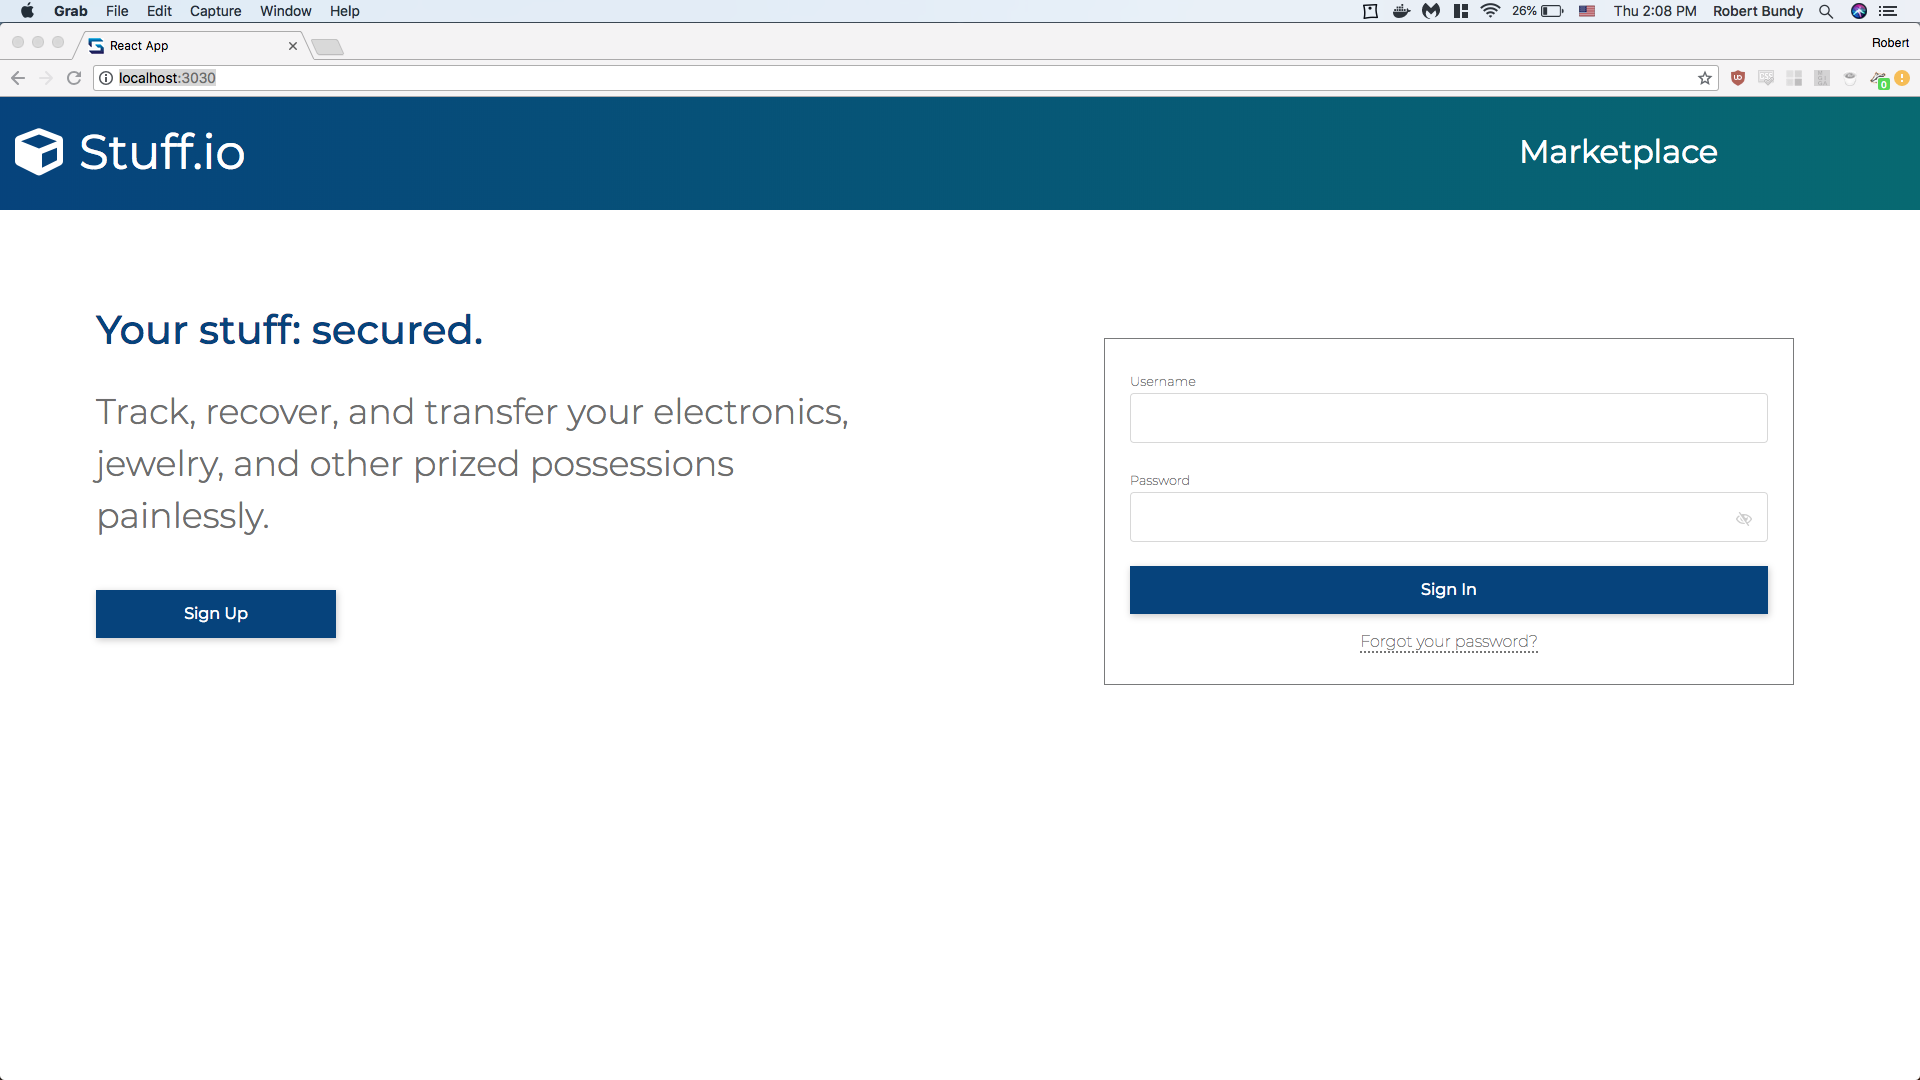 Grab File Edit Capture Window Help 26% Thu 2:08 PM Robert Bundy
React App Robert
localhost:3030
Stuff.io Marketplace
Your stuff: secured.
Track, recover, and transfer your electronics,
jewelry, and other prized possessions
painlessly.
Sign Up
Username
Password
Sign In
Forgot your password?
0